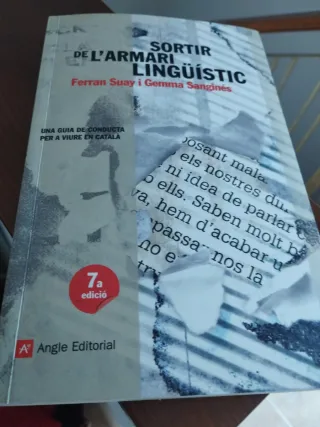 SORTIR
DE L'ARMARI
LINGÜÍSTIC
Ferran Suay i Gemma Sanginés
UNA GUIA DE CONDUCTA
PER A VIURE EN CATALÀ
posant mala
els nostres di
ni idea de parlar
o ells. Saben molt b
va, hem d'acabar u
passa nos la
no e
7a
edició
A Angle Editorial